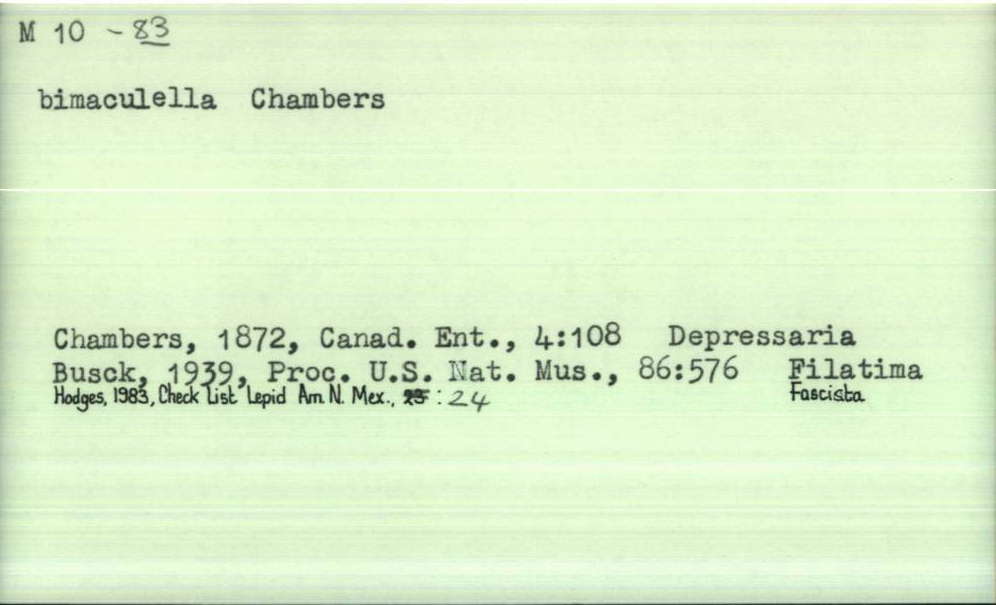 M 10 - 83
bimaculella Chambers
Chambers, 1872, Canad. Ent., 4:108 Depressaria
Busck, 1939, Proc. U.S. Nat. Mus., 86:576 Filatima
Hodges, 1983, Check List Lepid Am N. Mex., 25 : 24 Fascista